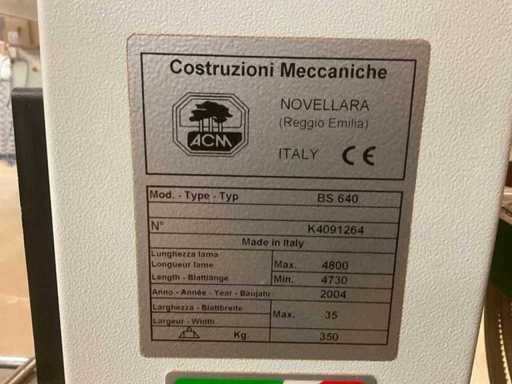 Costruzioni Meccaniche
ACM
NOVELLARA
(Reggio Emilia)
ITALY CE
Mod. - Type - Typ BS 640
N° K4091264
Made in Italy
Lunghezza lama
Longueur lame Max. 4800
Length - Blattlänge Min. 4730
Anno - Année - Year - Baujahr 2004
Larghezza - Blattbreite
Largeur - Width Max. 35
Kg. 350